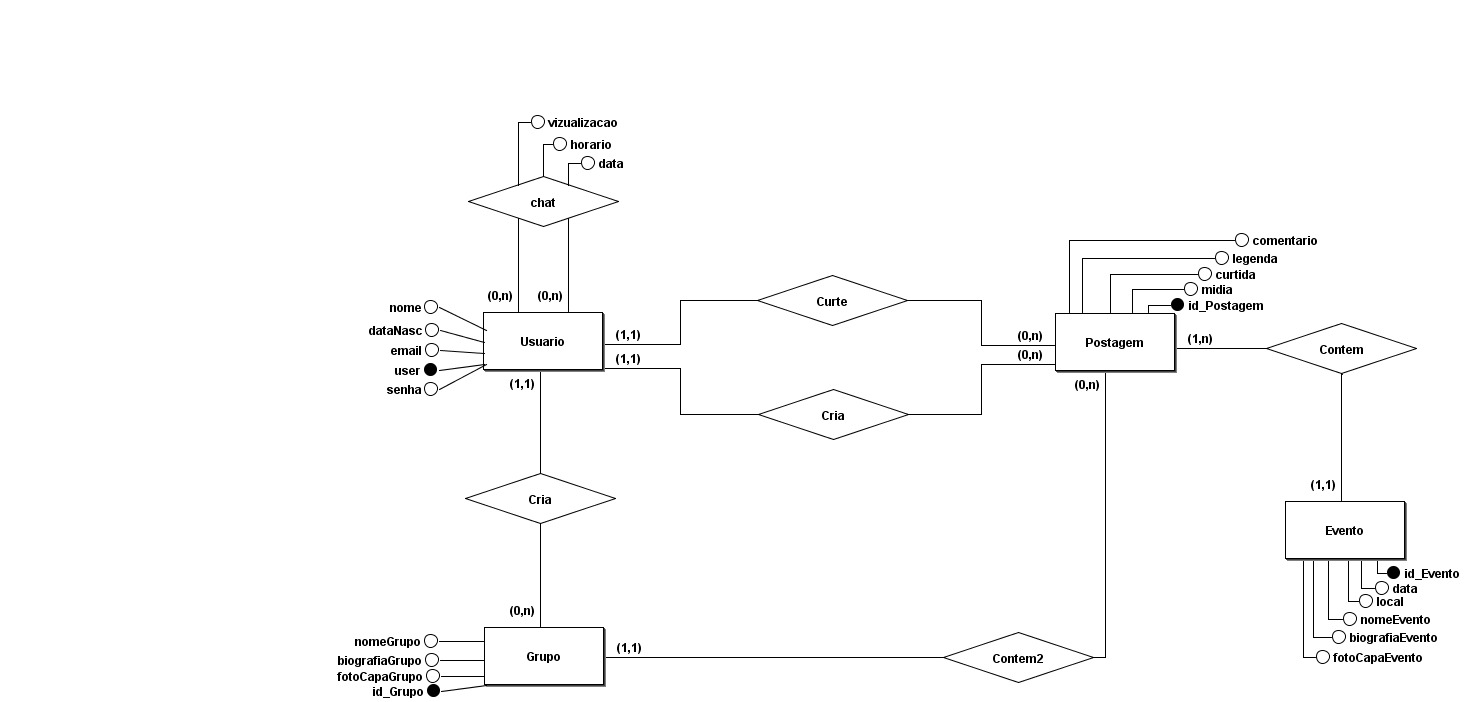 vizualizacao
horario
data
chat
(0,n)
(0,n)
nome
dataNasc
email
user
senha
Usuario
(1,1)
(1,1)
(1,1)
Curte
Cria
(0,n)
(0,n)
comentario
legenda
curtida
midia
id_Postagem
Postagem
(1,n)
(0,n)
Contem
(1,1)
Evento
id_Evento
data
local
nomeEvento
biografiaEvento
fotoCapaEvento
Cria
(0,n)
nomeGrupo
biografiaGrupo
fotoCapaGrupo
id_Grupo
Grupo
(1,1)
Contem2